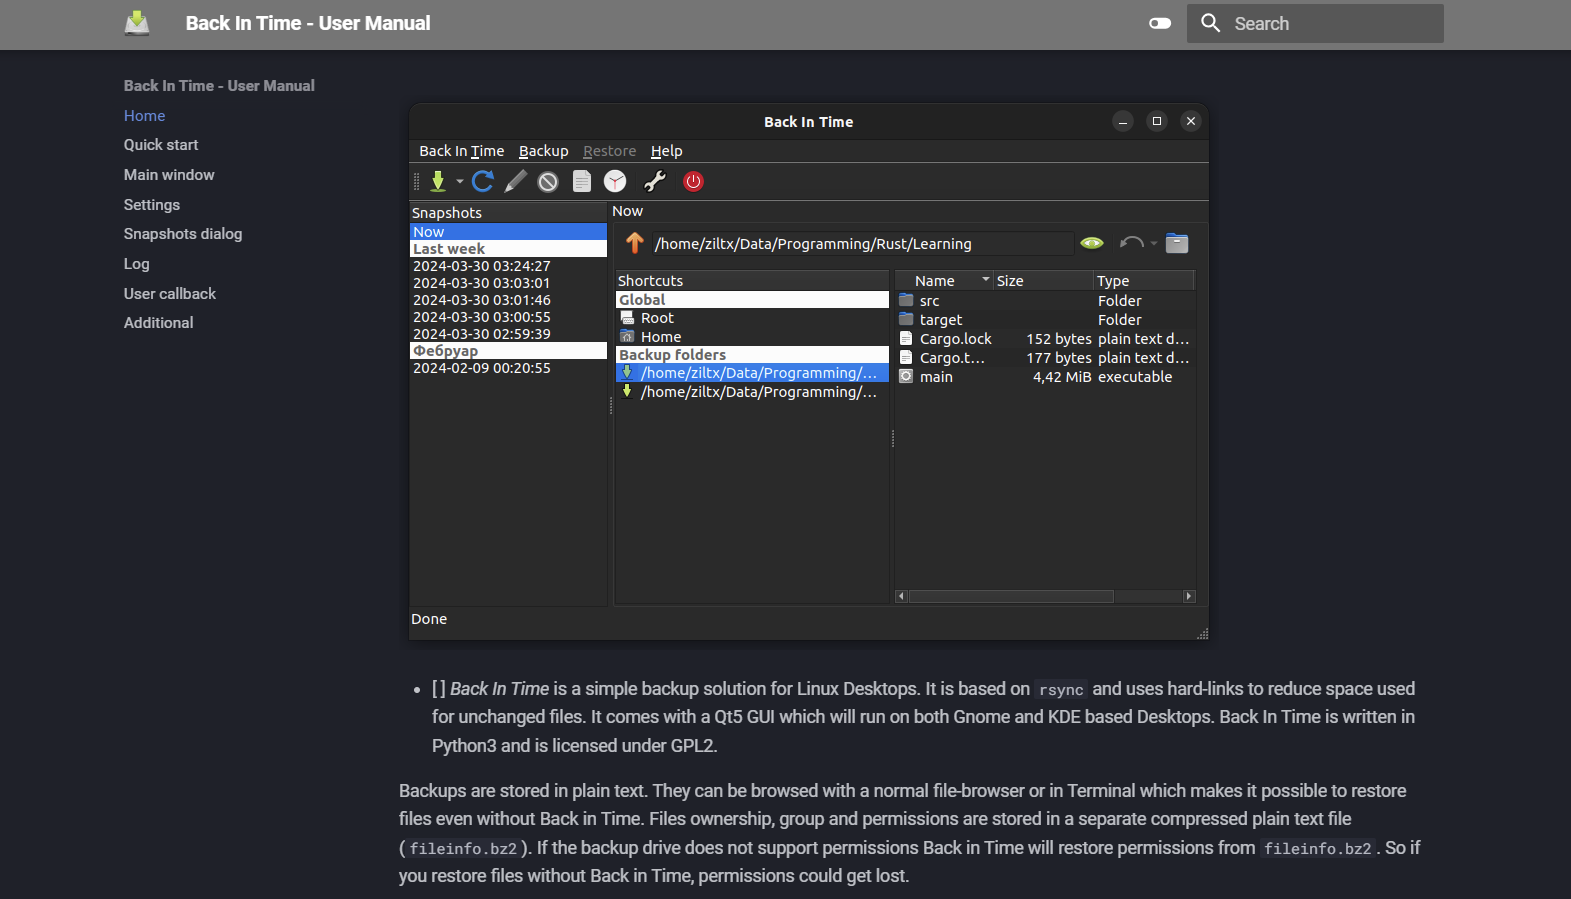 Back In Time - User Manual
Search
Back In Time - User Manual
Home
Quick start
Main window
Settings
Snapshots dialog
Log
User callback
Additional
Back In Time
Back In Time Backup Restore Help
Snapshots
Now
Last week
2024-03-30 03:24:27
2024-03-30 03:03:01
2024-03-30 03:01:46
2024-03-30 03:00:55
2024-03-30 02:59:39
Фебруар
2024-02-09 00:20:55
Now
/home/ziltx/Data/Programming/Rust/Learning
Shortcuts
Global
Root
Home
Backup folders
/home/ziltx/Data/Programming/...
/home/ziltx/Data/Programming/...
Name Size Type
src Folder
target Folder
Cargo.lock 152 bytes plain text d...
Cargo.t... 177 bytes plain text d...
main 4,42 MiB executable
Done
[ ] Back In Time is a simple backup solution for Linux Desktops. It is based on rsync and uses hard-links to reduce space used
for unchanged files. It comes with a Qt5 GUI which will run on both Gnome and KDE based Desktops. Back In Time is written in
Python3 and is licensed under GPL2.
Backups are stored in plain text. They can be browsed with a normal file-browser or in Terminal which makes it possible to restore
files even without Back in Time. Files ownership, group and permissions are stored in a separate compressed plain text file
(fileinfo.bz2). If the backup drive does not support permissions Back in Time will restore permissions from fileinfo.bz2. So if
you restore files without Back in Time, permissions could get lost.